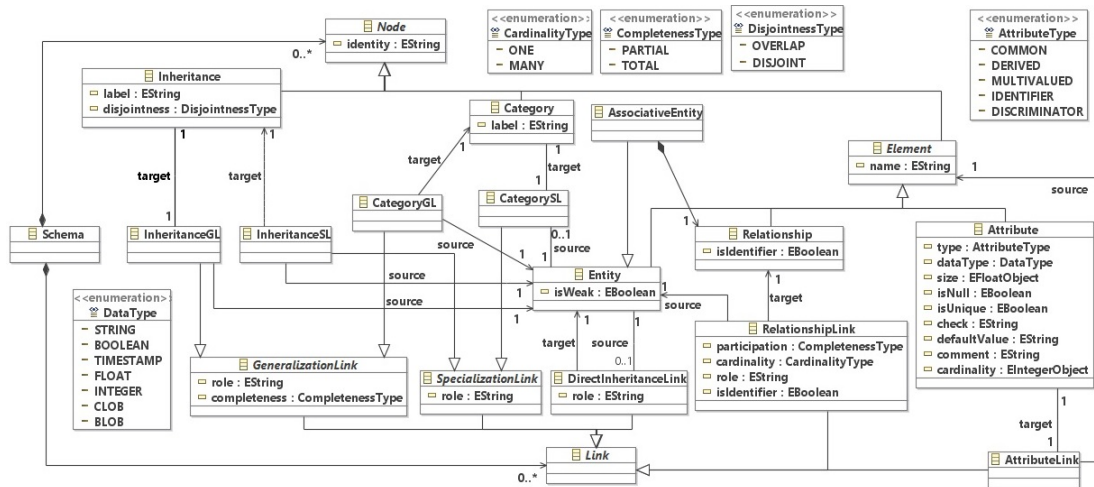 Node
identity : EString
0..*
<<enumeration>>
CardinalityType
ONE
MANY
<<enumeration>>
CompletenessType
PARTIAL
TOTAL
<<enumeration>>
DisjointnessType
OVERLAP
DISJOINT
<<enumeration>>
AttributeType
COMMON
DERIVED
MULTIVALUED
IDENTIFIER
DISCRIMINATOR
Inheritance
label : EString
disjointness : DisjointnessType
Category
label : EString
AssociativeEntity
Element
name : EString
1
source
1
1
target
1
target
1
target
1
target
1
CategoryGL
CategorySL
0..1
source
source
1
1
Schema
InheritanceGL
InheritanceSL
source
source
1
1
Entity
isWeak : EBoolean
1
Relationship
isIdentifier : EBoolean
1
target
1
source
Attribute
type : AttributeType
dataType : DataType
size : EFloatObject
isNull : EBoolean
isUnique : EBoolean
check : EString
defaultValue : EString
comment : EString
cardinality : EIntegerObject
<<enumeration>>
DataType
STRING
BOOLEAN
TIMESTAMP
FLOAT
INTEGER
CLOB
BLOB
GeneralizationLink
role : EString
completeness : CompletenessType
SpecializationLink
role : EString
1
target
1
source
0..1
DirectInheritanceLink
role : EString
RelationshipLink
participation : CompletenessType
cardinality : CardinalityType
role : EString
isIdentifier : EBoolean
1
target
1
Link
0..*
AttributeLink